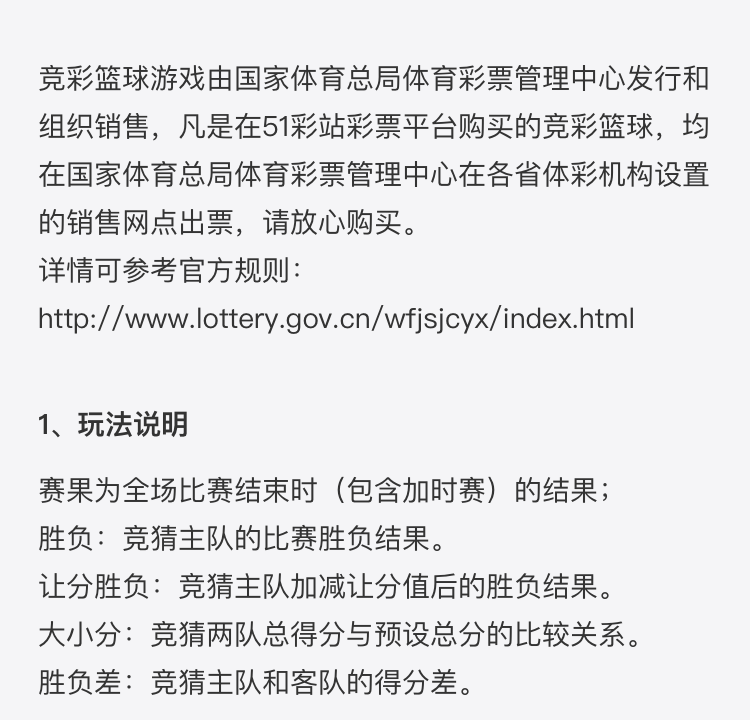 竞彩篮球游戏由国家体育总局体育彩票管理中心发行和
组织销售，凡是在51彩站彩票平台购买的竞彩篮球，均
在国家体育总局体育彩票管理中心在各省体彩机构设置
的销售网点出票，请放心购买。
详情可参考官方规则：
http://www.lottery.gov.cn/wfjsjcyx/index.html
1、玩法说明
赛果为全场比赛结束时（包含加时赛）的结果；
胜负：竞猜主队的比赛胜负结果。
让分胜负：竞猜主队加减让分值后的胜负结果。
大小分：竞猜两队总得分与预设总分的比较关系。
胜负差：竞猜主队和客队的得分差。